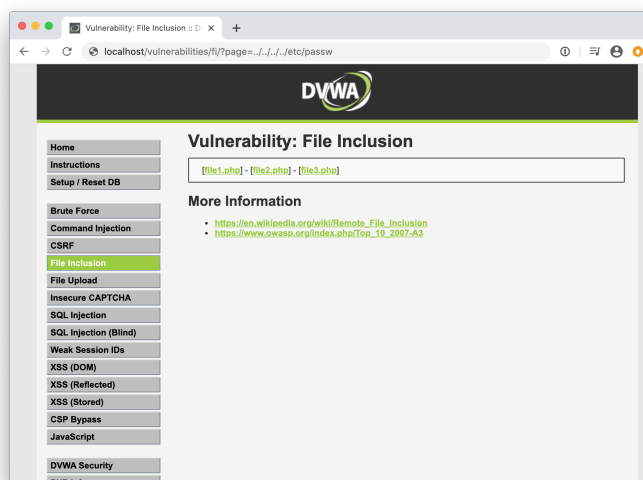 Vulnerability: File Inclusion :: D
localhost/vulnerabilities/fi/?page=../../../../etc/passw
DVWA
Home
Instructions
Setup / Reset DB
Brute Force
Command Injection
CSRF
File Inclusion
File Upload
Insecure CAPTCHA
SQL Injection
SQL Injection (Blind)
Weak Session IDs
XSS (DOM)
XSS (Reflected)
XSS (Stored)
CSP Bypass
JavaScript
DVWA Security
Vulnerability: File Inclusion
[file1.php] - [file2.php] - [file3.php]
More Information
https://en.wikipedia.org/wiki/Remote_File_Inclusion
https://www.owasp.org/index.php/Top_10_2007-A3